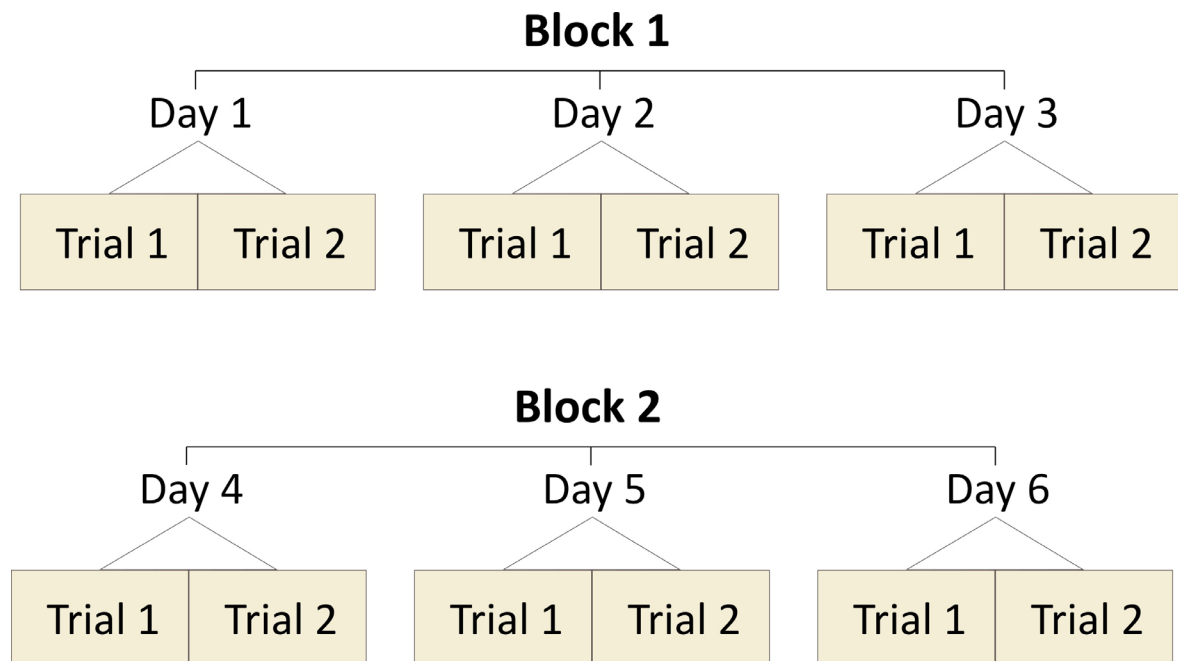 Block 1
Day 1 Day 2 Day 3
Trial 1 Trial 2 Trial 1 Trial 2 Trial 1 Trial 2
Block 2
Day 4 Day 5 Day 6
Trial 1 Trial 2 Trial 1 Trial 2 Trial 1 Trial 2